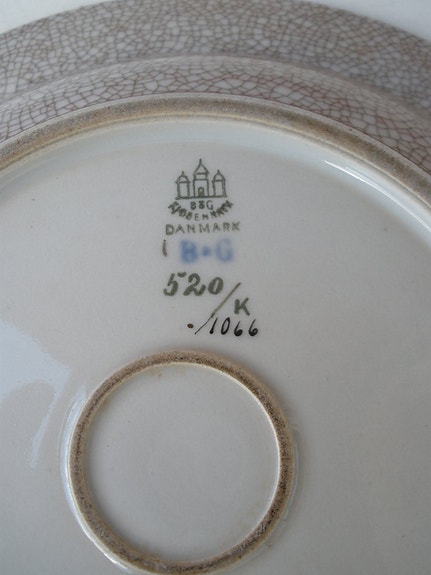 B&G
KJØBENHAVN
DANMARK
B•G
520/K
./1066